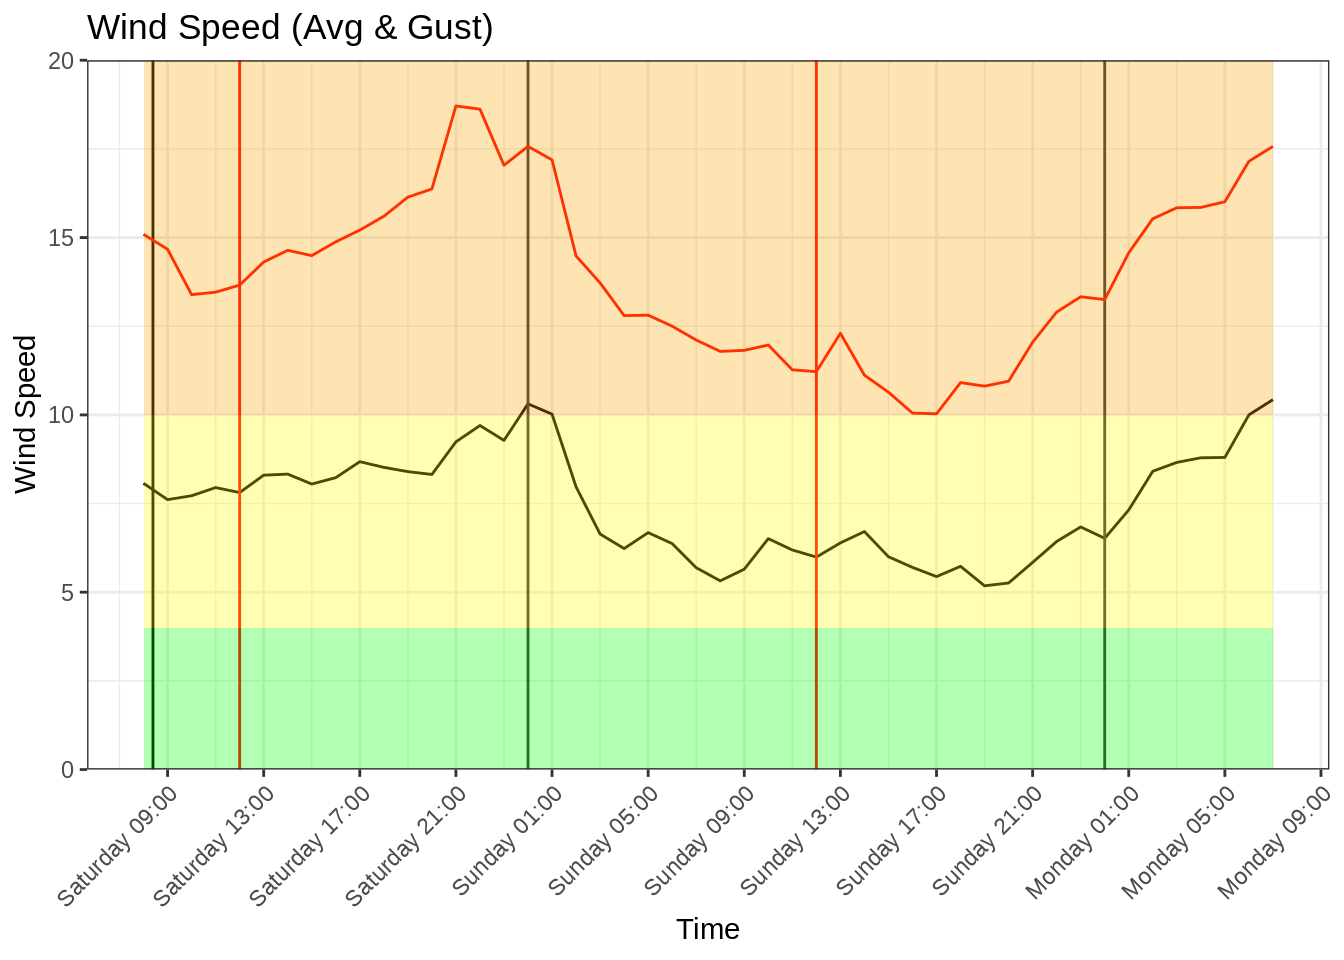 Wind Speed (Avg & Gust)
Wind Speed
20
15
10
5
0
Saturday 09:00
Saturday 13:00
Saturday 17:00
Saturday 21:00
Sunday 01:00
Sunday 05:00
Sunday 09:00
Sunday 13:00
Sunday 17:00
Sunday 21:00
Monday 01:00
Monday 05:00
Monday 09:00
Time